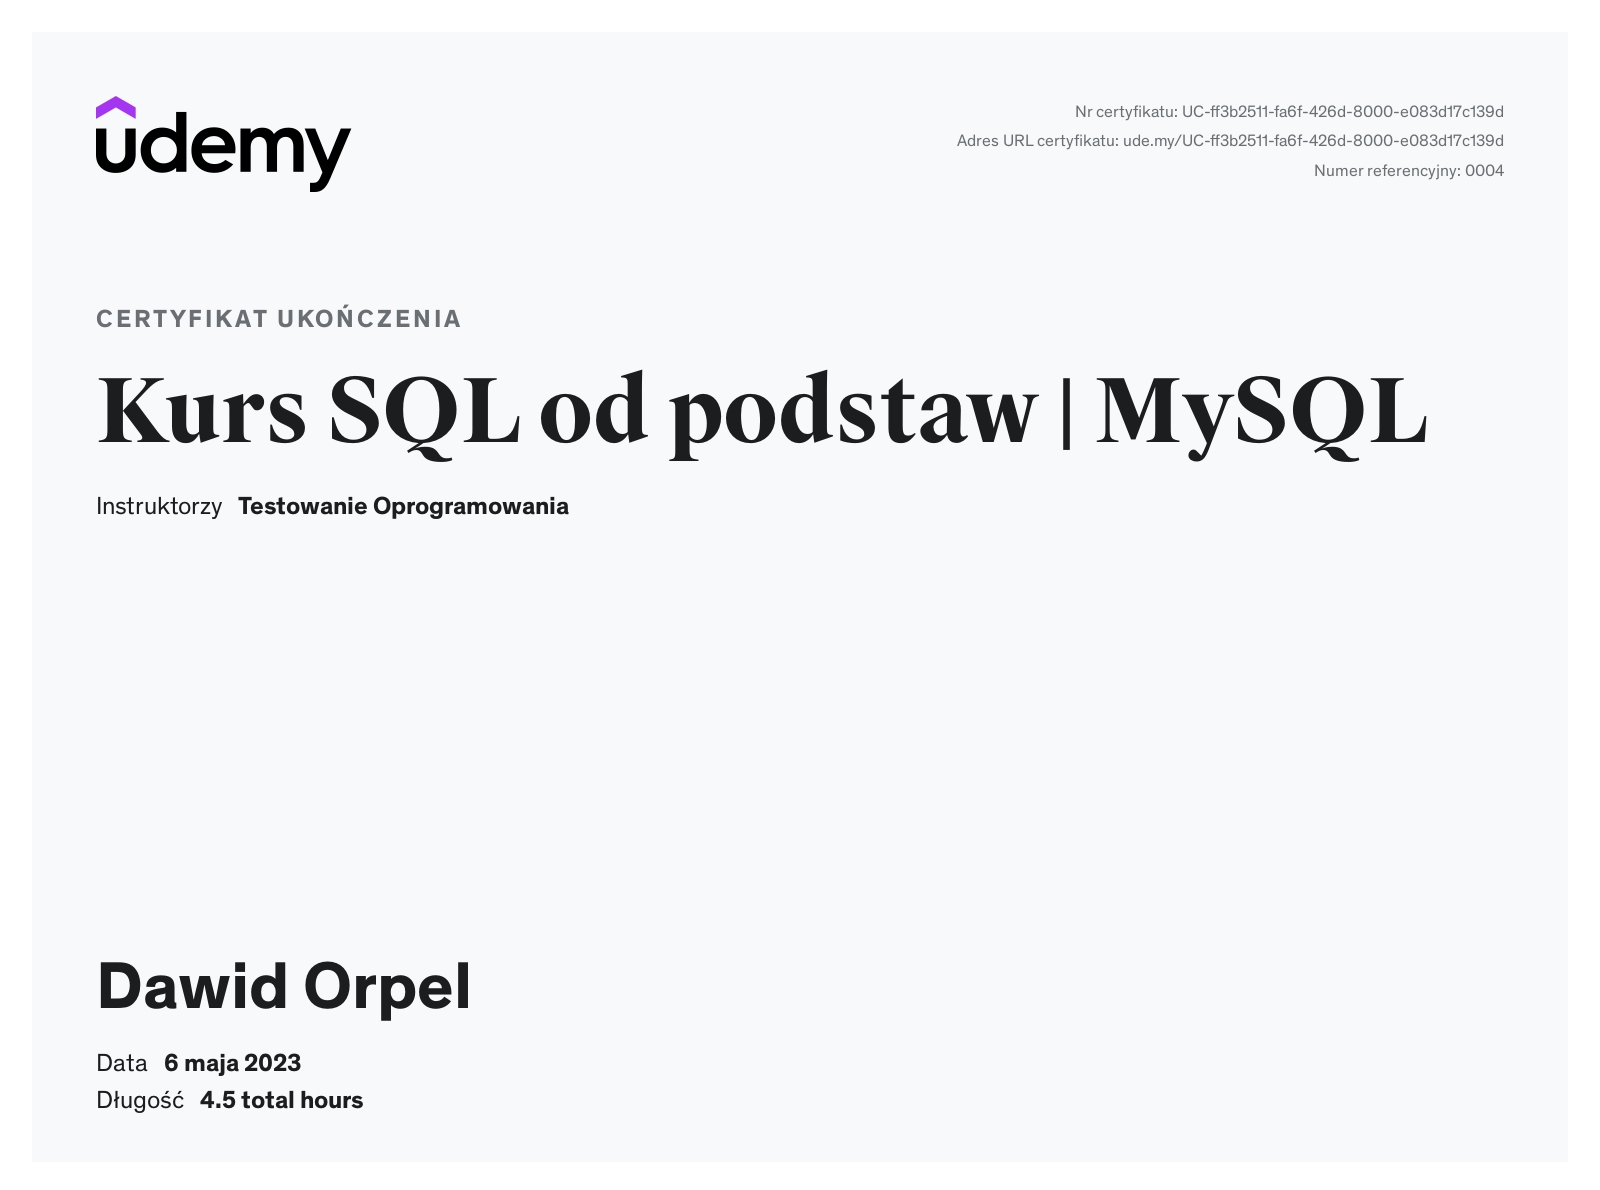 udemy
Nr certyfikatu: UC-ff3b2511-fa6f-426d-8000-e083d17c139d
Adres URL certyfikatu: ude.my/UC-ff3b2511-fa6f-426d-8000-e083d17c139d
Numer referencyjny: 0004
CERTYFIKAT UKOŃCZENIA
Kurs SQL od podstaw | MySQL
Instruktorzy Testowanie Oprogramowania
Dawid Orpel
Data 6 maja 2023
Długość 4.5 total hours